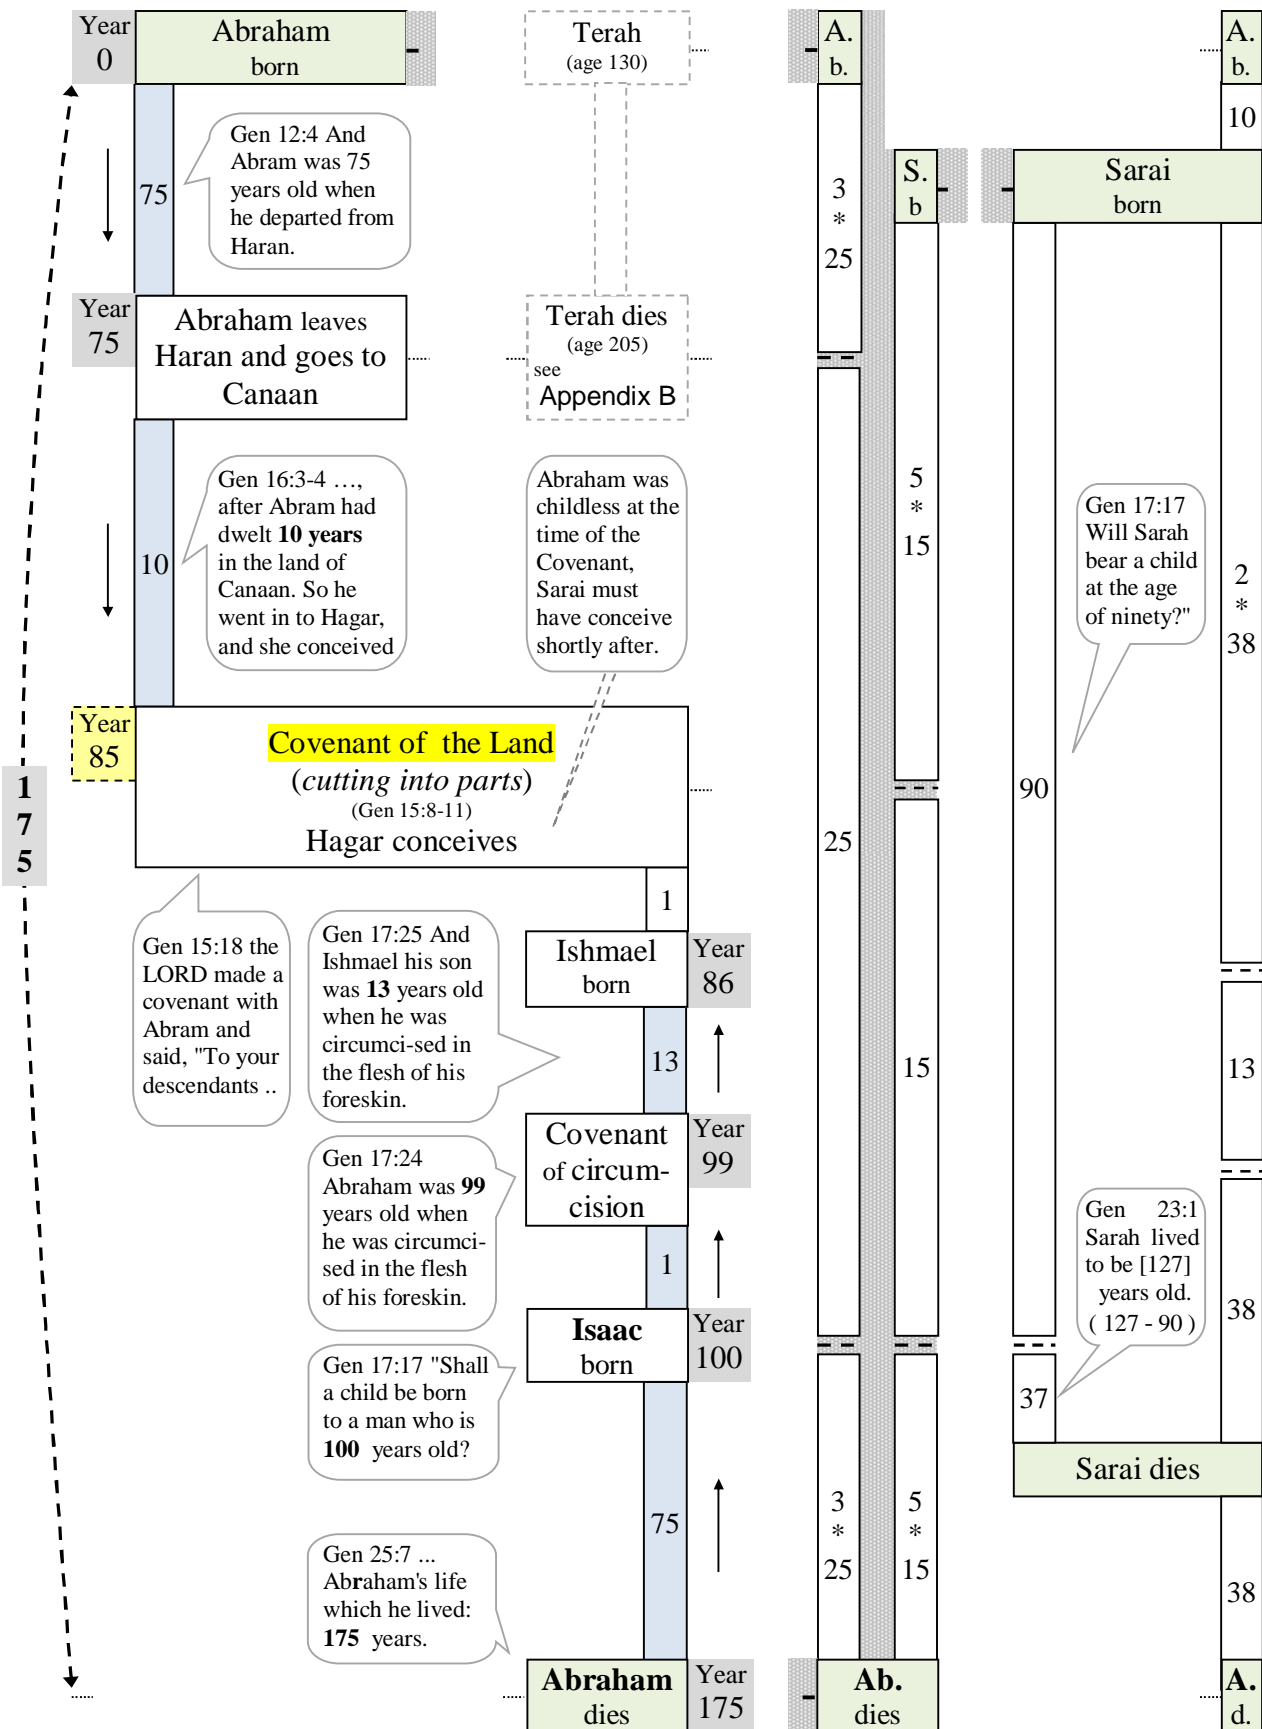 Year
0
Abraham
born
Terah
(age 130)
A.
b.
A.
b.
10
75
Gen 12:4 And
Abram was 75
years old when
he departed from
Haran.
3
*
25
S.
b
Sarai
born
Year
75
Abraham leaves
Haran and goes to
Canaan
Terah dies
(age 205)
see
Appendix B
10
Gen 16:3-4 …,
after Abram had
dwelt 10 years
in the land of
Canaan. So he
went in to Hagar,
and she conceived
Abraham was
childless at the
time of the
Covenant,
Sarai must
have conceive
shortly after.
5
*
15
Gen 17:17
Will Sarah
bear a child
at the age
of ninety?"
2
*
38
Year
85
Covenant of the Land
(cutting into parts)
(Gen 15:8-11)
Hagar conceives
1
7
5
25
90
1
Gen 15:18 the
LORD made a
covenant with
Abram and
said, "To your
descendants ..
Gen 17:25 And
Ishmael his son
was 13 years old
when he was
circumci-sed in
the flesh of his
foreskin.
Ishmael
born
Year
86
13
15
13
Gen 17:24
Abraham was 99
years old when
he was circumci-
sed in the flesh
of his foreskin.
Covenant
of circum-
cision
Year
99
1
Gen 23:1
Sarah lived
to be [127]
years old.
( 127 - 90 )
38
Gen 17:17 "Shall
a child be born
to a man who is
100 years old?
Isaac
born
Year
100
37
Sarai dies
75
3
*
25
5
*
15
38
Gen 25:7 ...
Abraham's life
which he lived:
175 years.
Abraham
dies
Year
175
Ab.
dies
A.
d.